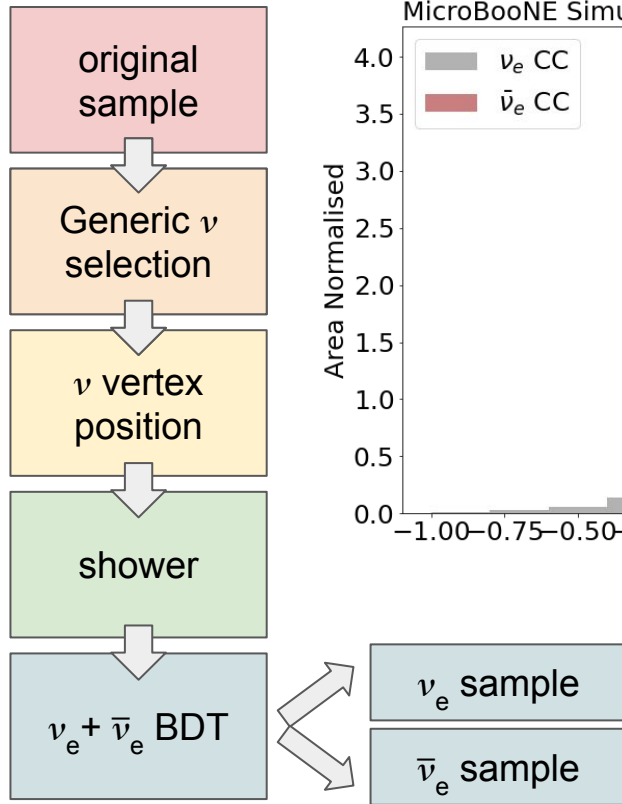 original
sample
Generic ν
selection
ν vertex
position
shower
νe+ ν̄e BDT
νe sample
ν̄e sample
MicroBooNE Simu
νe CC
ν̄e CC
Area Normalised
4.0
3.5
3.0
2.5
2.0
1.5
1.0
0.5
0.0
−1.00 −0.75 −0.50